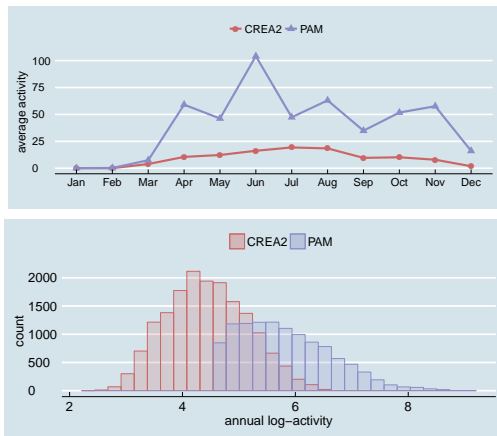 CREA2 PAM
average activity
100
75
50
25
0
Jan Feb Mar Apr May Jun Jul Aug Sep Oct Nov Dec
CREA2 PAM
count
2000
1500
1000
500
0
2 4 6 8
annual log−activity